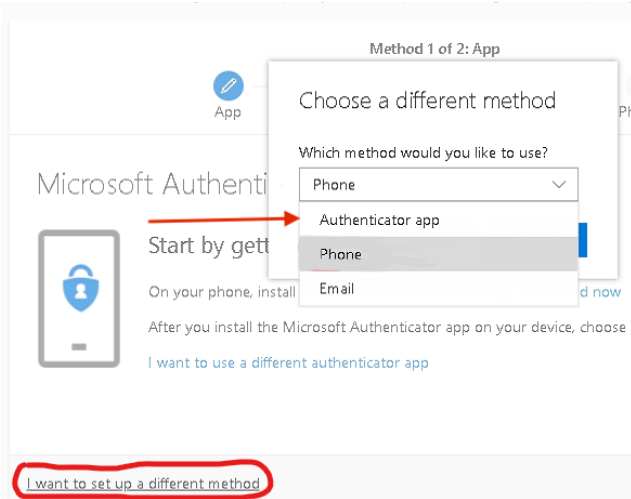 Method 1 of 2: App
App
Choose a different method
Which method would you like to use?
Phone
Authenticator app
Phone
Email
Microsoft
Start by
On your phone, install
now
After you install the Microsoft Authenticator app on your device, choose
I want to use a different authenticator app
I want to set up a different method